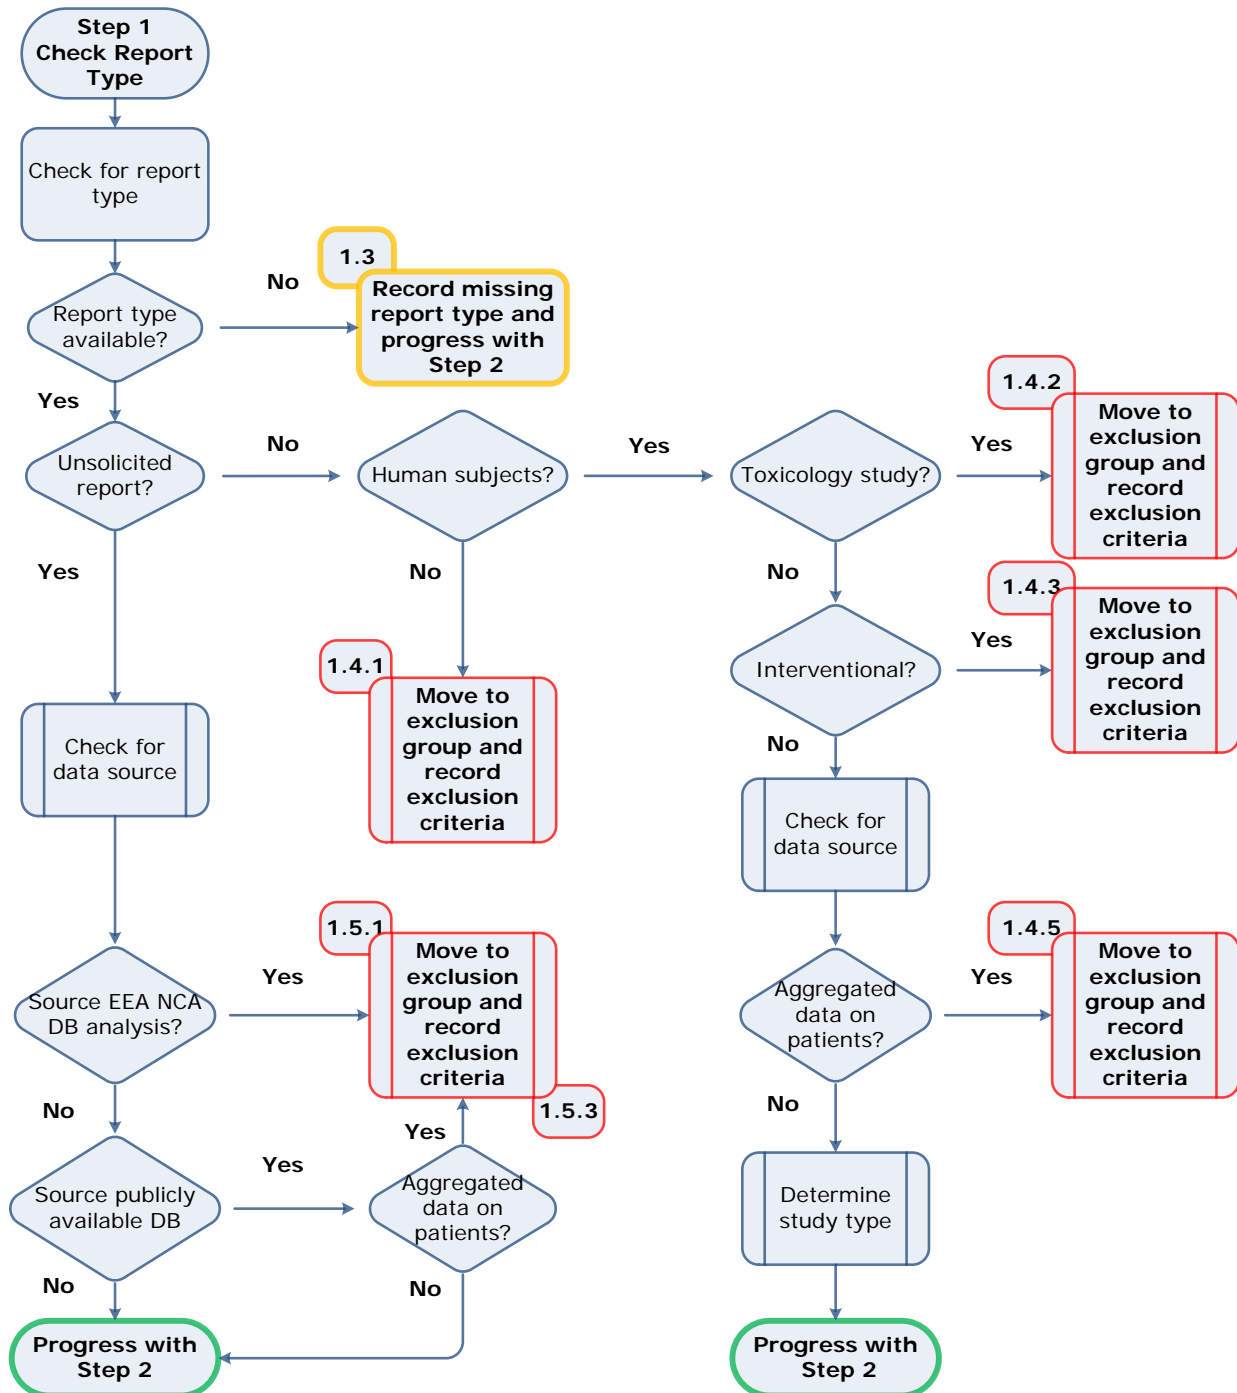 Step 1
Check Report
Type
Check for report
type
Report type
available?
No
1.3
Record missing
report type and
progress with
Step 2
Yes
Unsolicited
report?
No
Human subjects?
Yes
Toxicology study?
Yes
1.4.2
Move to
exclusion
group and
record
exclusion
criteria
Yes
No
No
1.4.1
Move to
exclusion
group and
record
exclusion
criteria
Interventional?
Yes
1.4.3
Move to
exclusion
group and
record
exclusion
criteria
No
Check for
data source
Check for
data source
Source EEA NCA
DB analysis?
Yes
1.5.1
Move to
exclusion
group and
record
exclusion
criteria
1.5.3
Aggregated
data on
patients?
Yes
1.4.5
Move to
exclusion
group and
record
exclusion
criteria
No
Source publicly
available DB
Yes
Aggregated
data on
patients?
Yes
No
No
Progress with
Step 2
No
Determine
study type
Progress with
Step 2